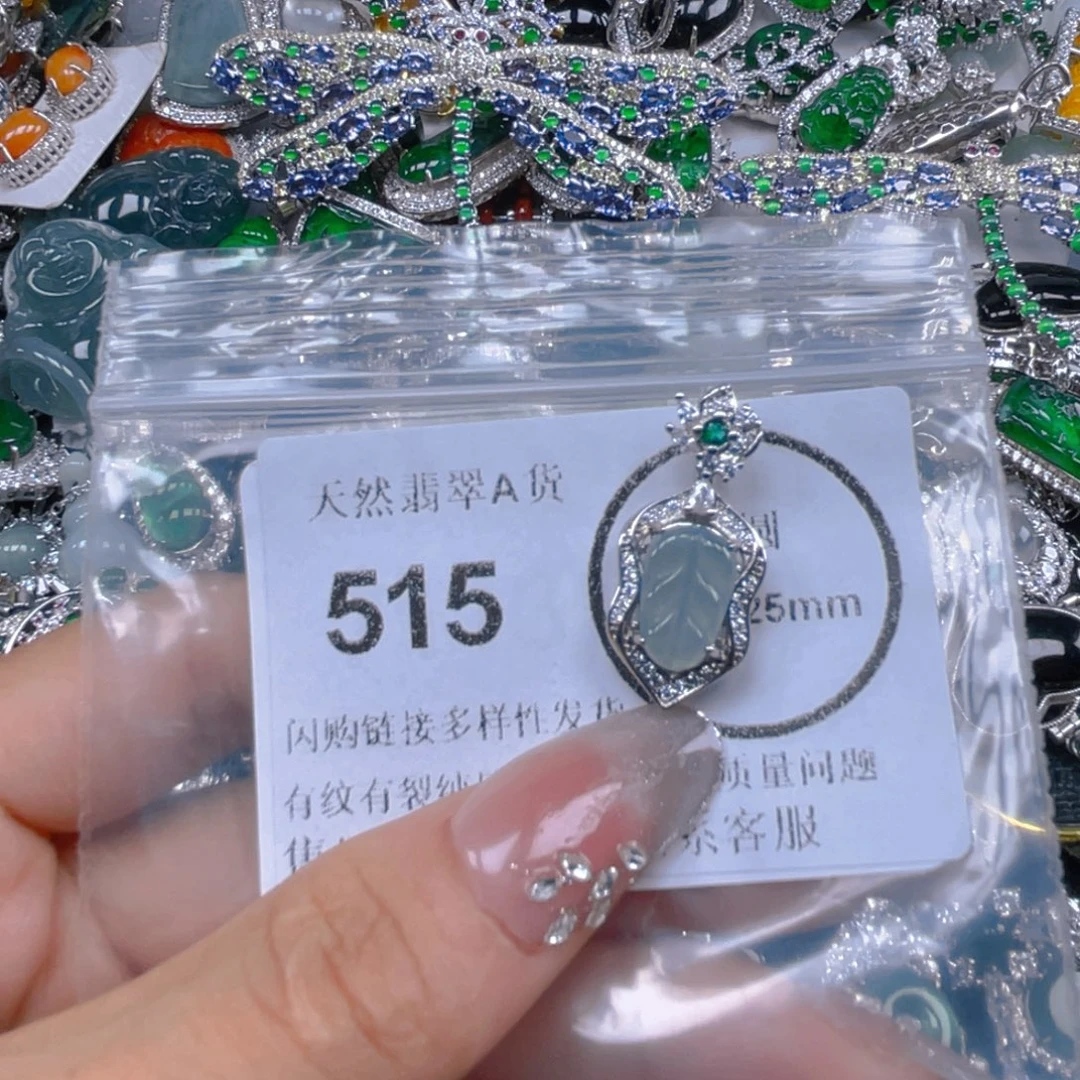 天然翡翠A货
515
圆
25mm
闪购链接多样性发货
有纹有裂纯 质量问题
客服